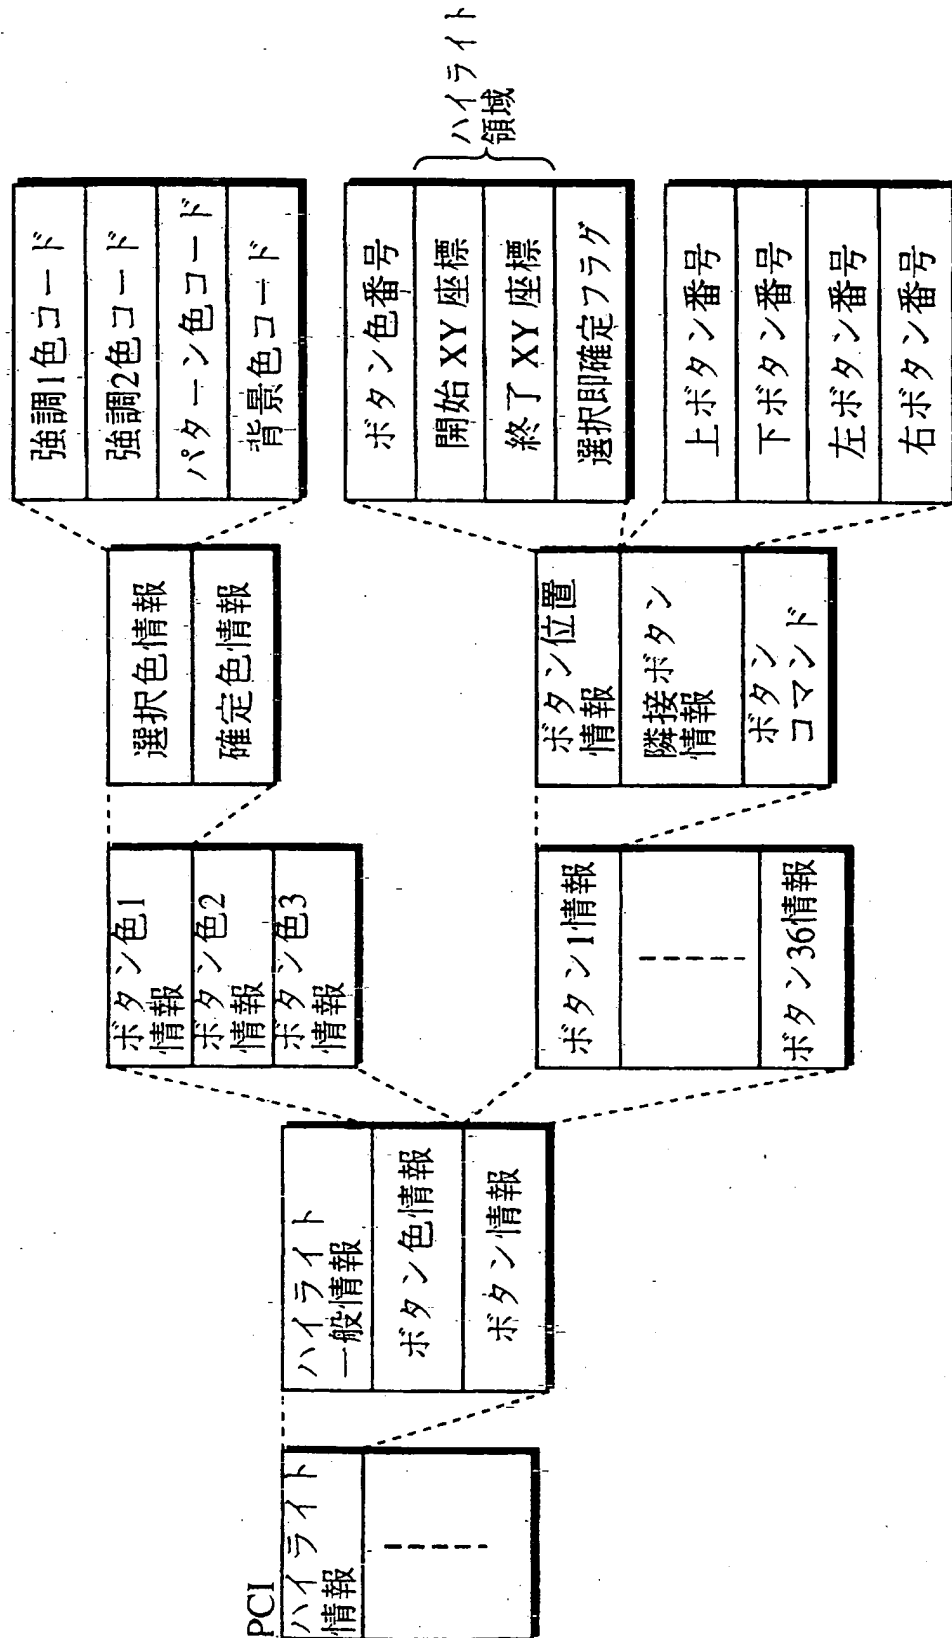 PCI
ハイライト
情報
ハイライト
一般情報
ボタン色情報
ボタン情報
ボタン色1
情報
ボタン色2
情報
ボタン色3
情報
ボタン1情報
ボタン36情報
選択色情報
確定色情報
ボタン位置
情報
隣接ボタン
情報
ボタン
コマンド
強調1色コード
強調2色コード
パターン色コード
背景色コード
ボタン色番号
開始 XY 座標
終了 XY 座標
選択即確定フラグ
ハイライト
領域
上ボタン番号
下ボタン番号
左ボタン番号
右ボタン番号